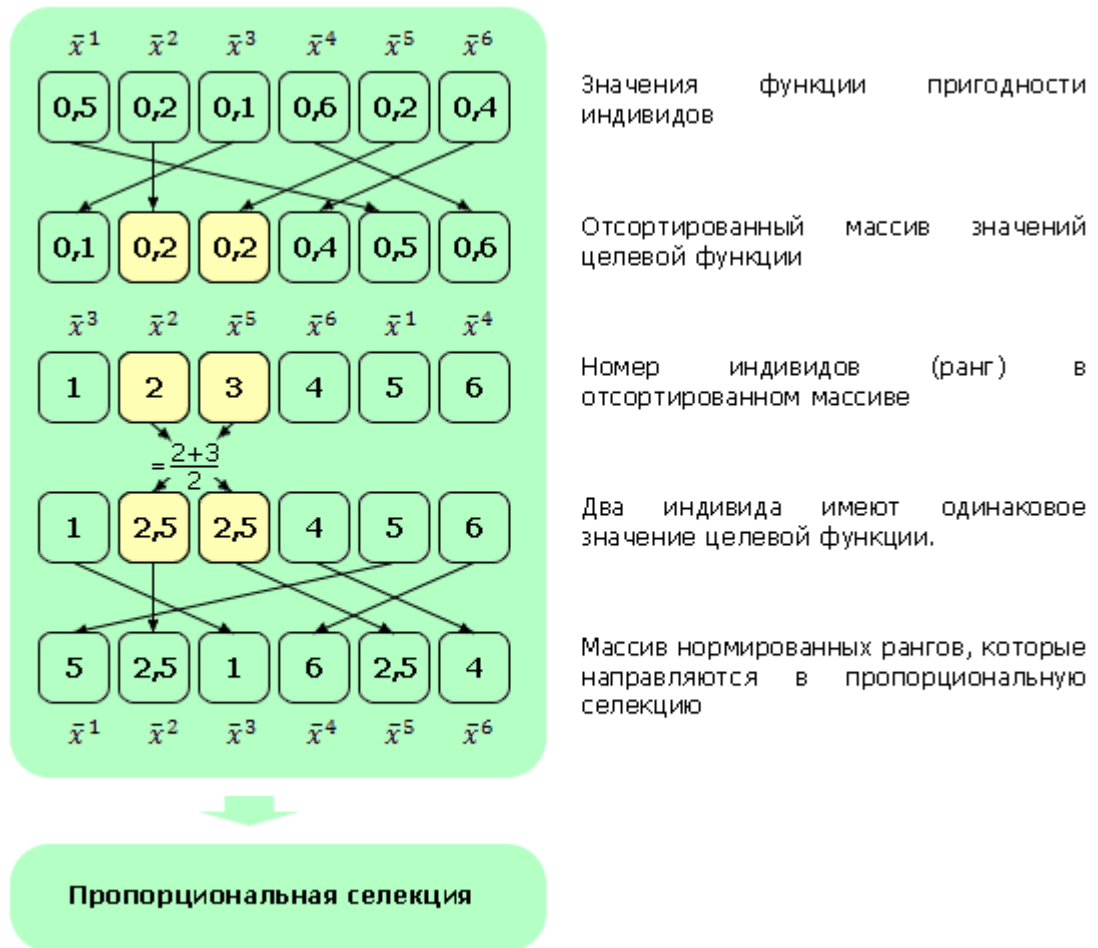 x̄¹ x̄² x̄³ x̄⁴ x̄⁵ x̄⁶
0,5 0,2 0,1 0,6 0,2 0,4
Значения функции пригодности
индивидов
0,1 0,2 0,2 0,4 0,5 0,6
Отсортированный массив значений
целевой функции
x̄³ x̄² x̄⁵ x̄⁶ x̄¹ x̄⁴
1 2 3 4 5 6
Номер индивидов (ранг) в
отсортированном массиве
= 2+3
2
1 2,5 2,5 4 5 6
Два индивида имеют одинаковое
значение целевой функции.
5 2,5 1 6 2,5 4
Массив нормированных рангов, которые
направляются в пропорциональную
селекцию
x̄¹ x̄² x̄³ x̄⁴ x̄⁵ x̄⁶
Пропорциональная селекция